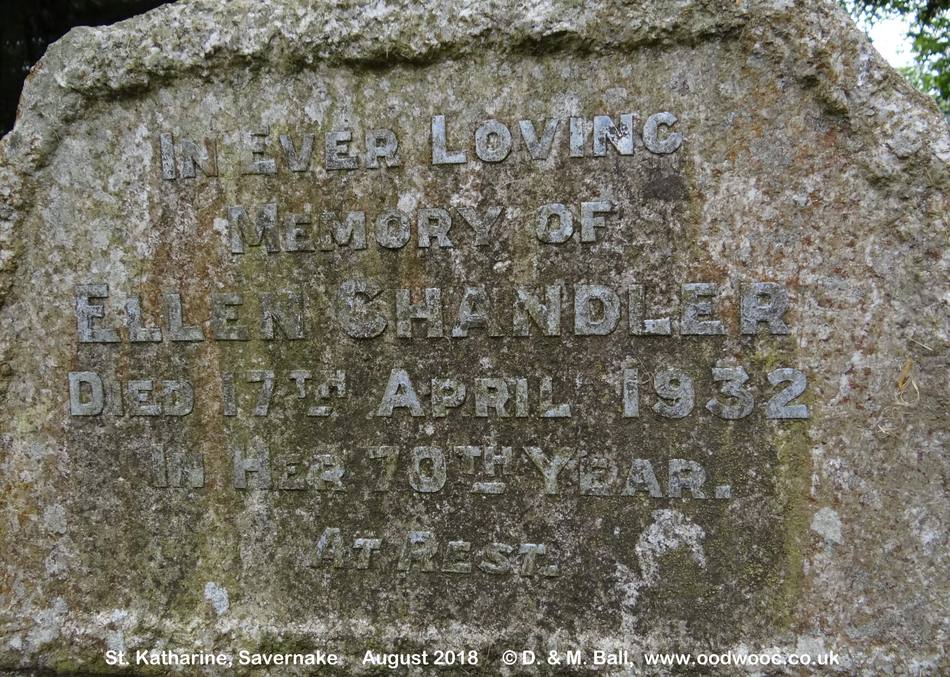 IN EVER LOVING
MEMORY OF
ELLEN CHANDLER
DIED 17TH APRIL 1932
IN HER 70TH YEAR.
AT REST.
St. Katharine, Savernake. August 2018 © D. & M. Ball, www.oodwooc.co.uk